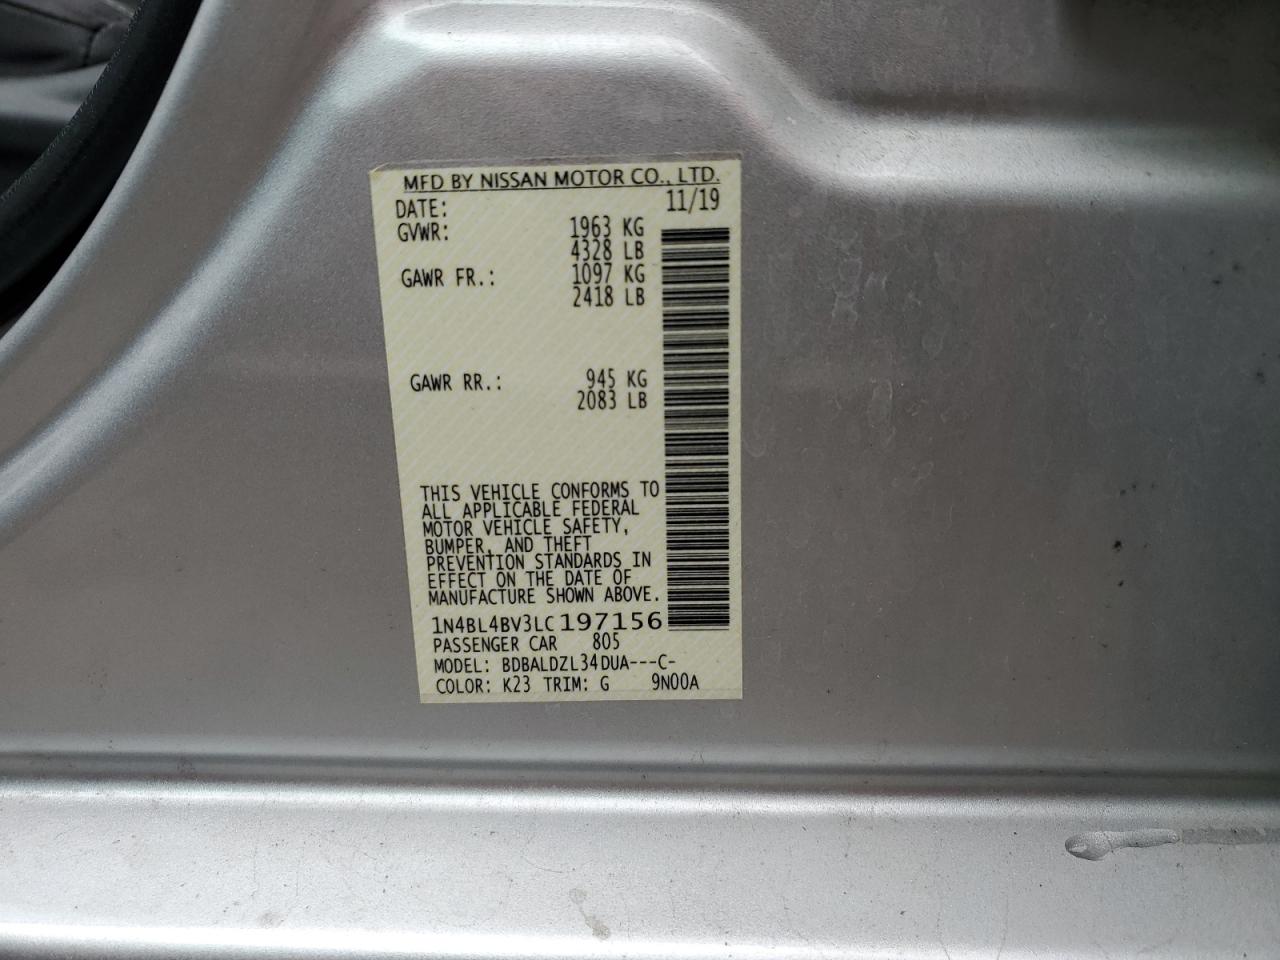 MFD BY NISSAN MOTOR CO., LTD.
DATE: 11/19
GVWR: 1963 KG
4328 LB
GAWR FR.: 1097 KG
2418 LB
GAWR RR.: 945 KG
2083 LB
THIS VEHICLE CONFORMS TO
ALL APPLICABLE FEDERAL
MOTOR VEHICLE SAFETY,
BUMPER, AND THEFT
PREVENTION STANDARDS IN
EFFECT ON THE DATE OF
MANUFACTURE SHOWN ABOVE.
1N4BL4BV3LC197156
PASSENGER CAR 805
MODEL: BDBALDZL34DUA---C-
COLOR: K23 TRIM: G 9N00A